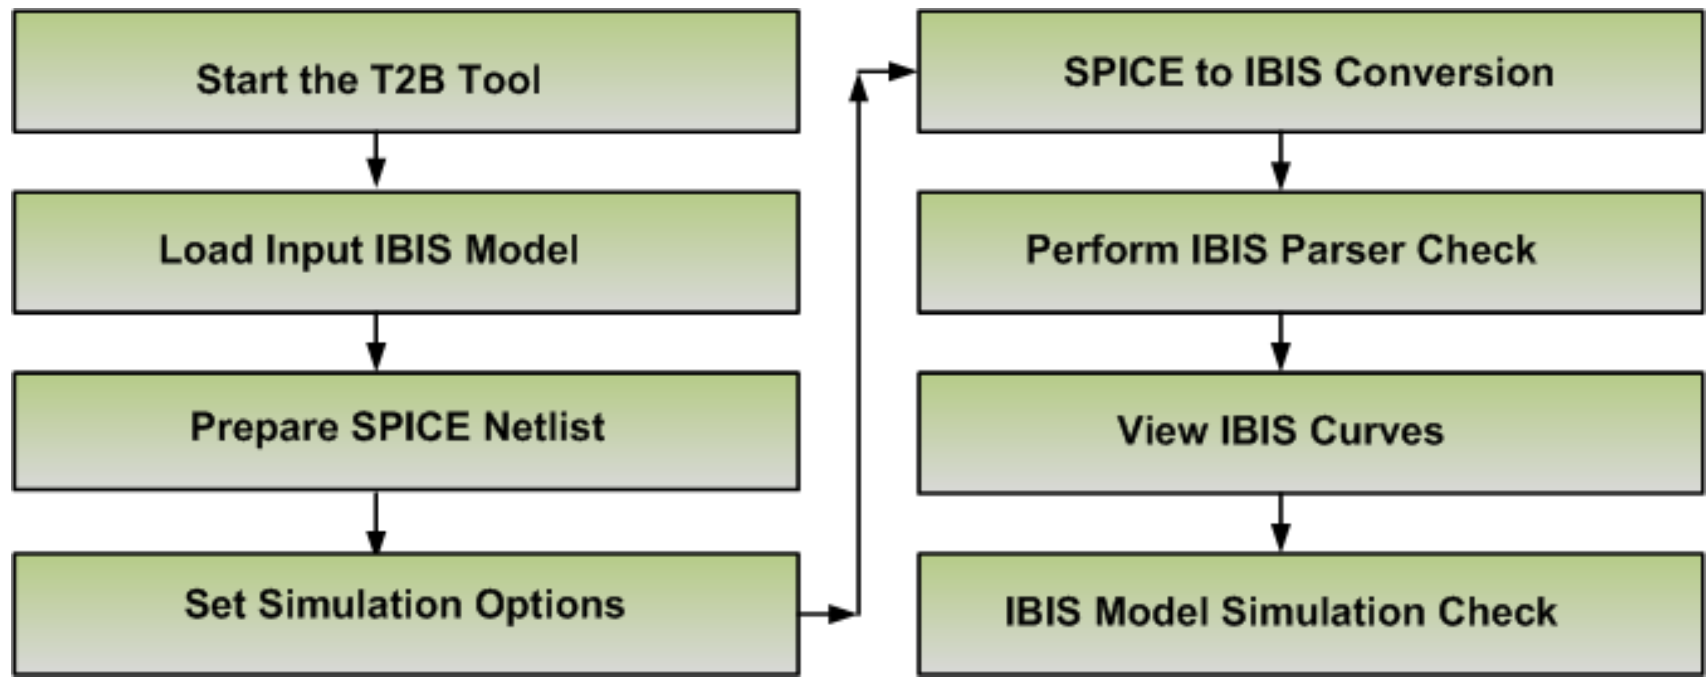 Start the T2B Tool
Load Input IBIS Model
Prepare SPICE Netlist
Set Simulation Options
SPICE to IBIS Conversion
Perform IBIS Parser Check
View IBIS Curves
IBIS Model Simulation Check